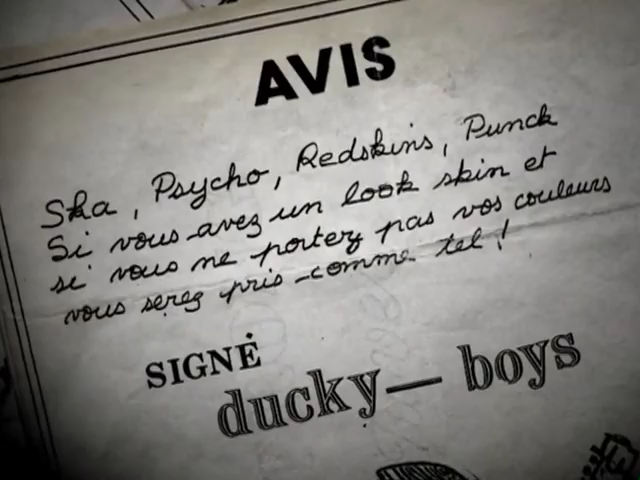 AVIS
Ska, Psycho, Redskins, Punck
Si vous avez un look skin et
si vous ne portez pas vos couleurs
vous serez pris comme tel !
SIGNÉ
ducky — boys